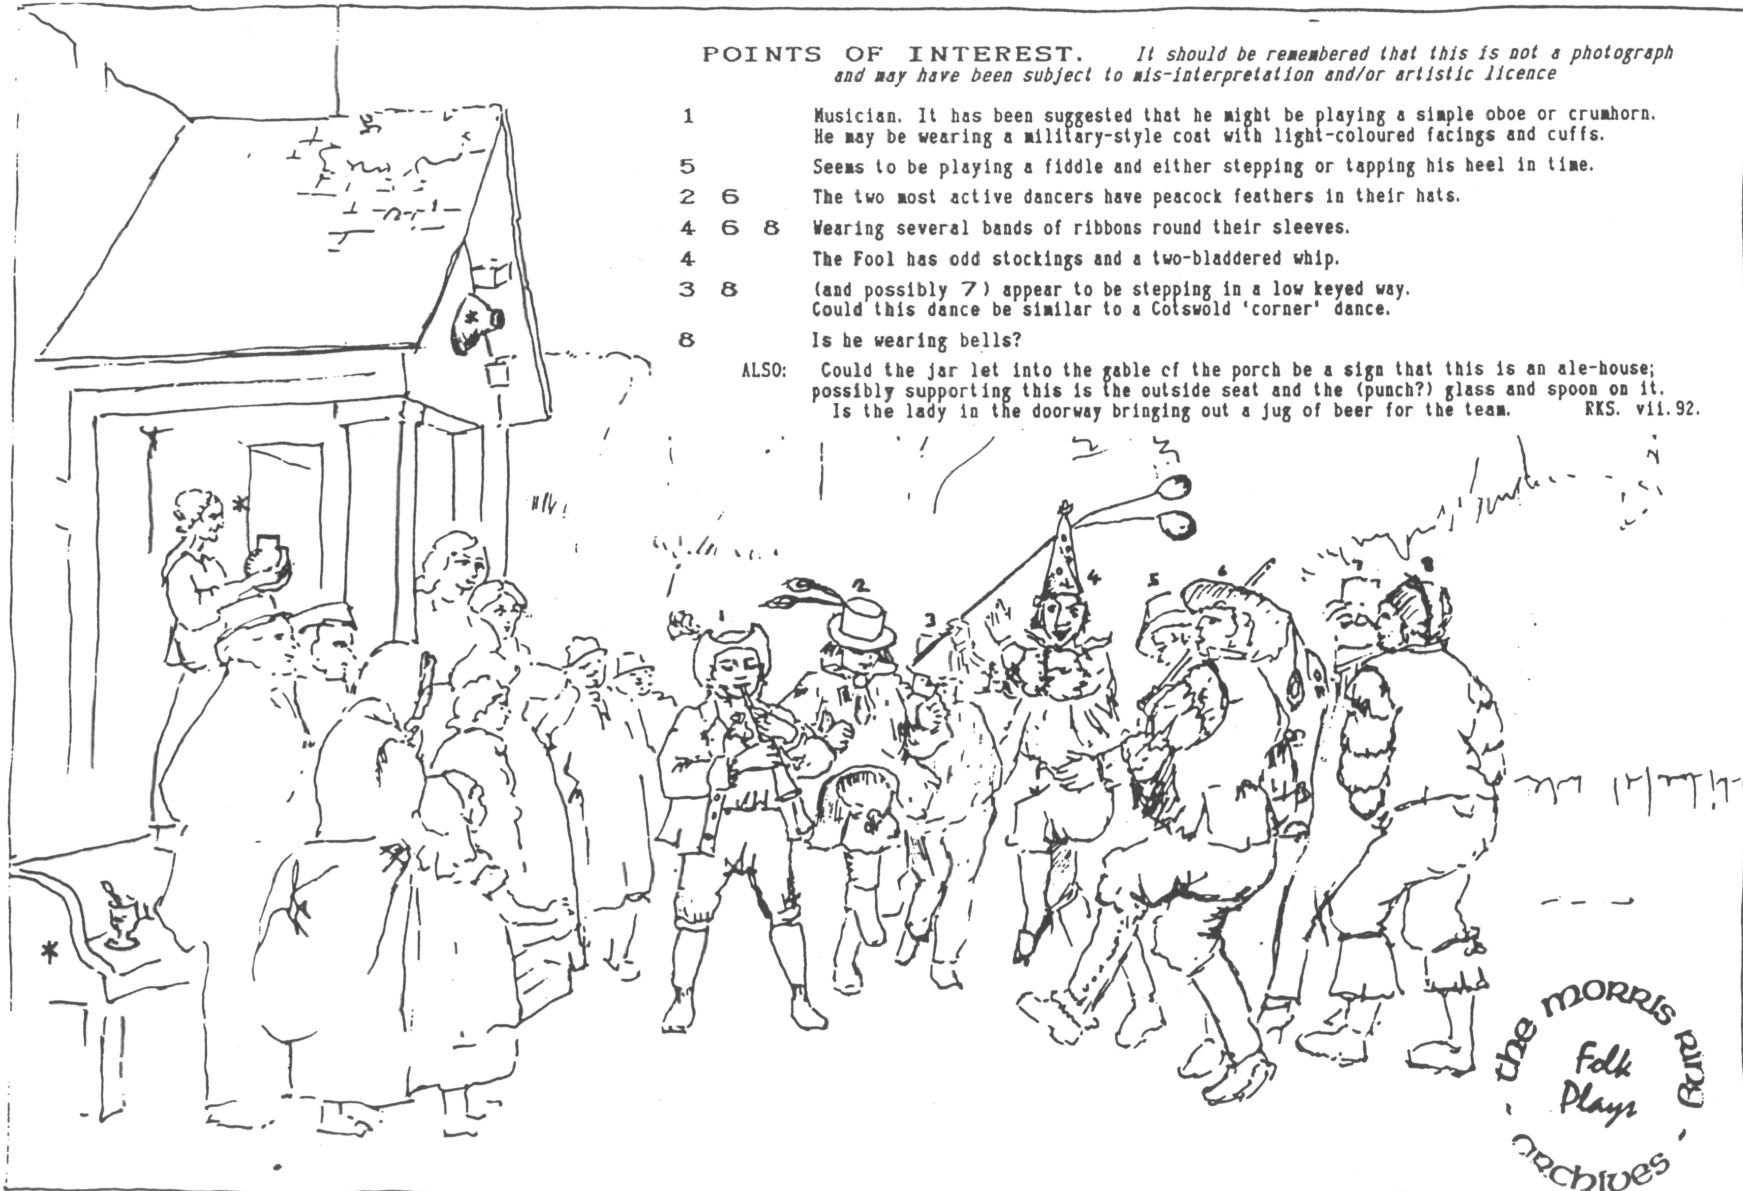 POINTS OF INTEREST. It should be remembered that this is not a photograph
and may have been subject to mis-interpretation and/or artistic licence
1 Musician. It has been suggested that he might be playing a simple oboe or crumhorn.
He may be wearing a military-style coat with light-coloured facings and cuffs.
5 Seems to be playing a fiddle and either stepping or tapping his heel in time.
2 6 The two most active dancers have peacock feathers in their hats.
4 6 8 Wearing several bands of ribbons round their sleeves.
4 The Fool has odd stockings and a two-bladdered whip.
3 8 (and possibly 7) appear to be stepping in a low keyed way.
Could this dance be similar to a Cotswold 'corner' dance.
8 Is he wearing bells?
ALSO: Could the jar let into the gable of the porch be a sign that this is an ale-house;
possibly supporting this is the outside seat and the (punch?) glass and spoon on it.
Is the lady in the doorway bringing out a jug of beer for the team. RKS. vii.92.
1 2 3 4 5 6 7 8
the MORRIS RING
Folk
Plays
ARCHIVES